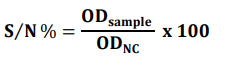 S/N % = OD_sample / OD_NC x 100